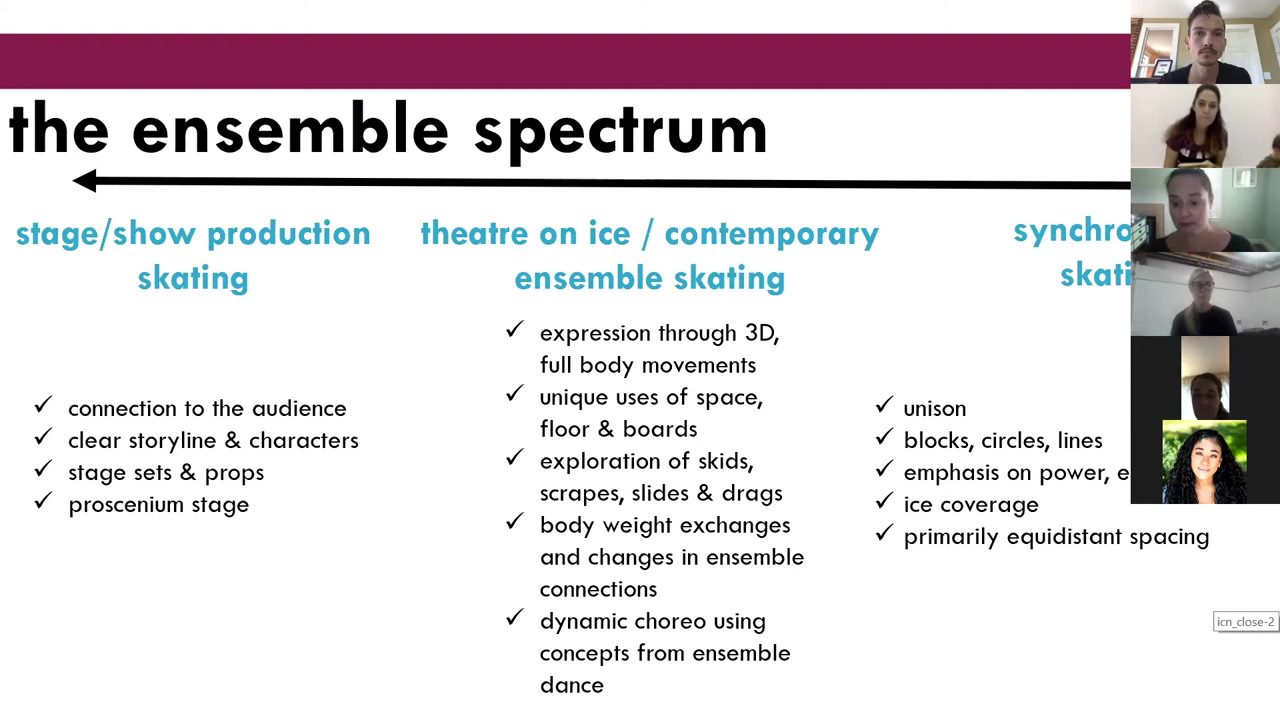 the ensemble spectrum
stage/show production
skating
connection to the audience
clear storyline & characters
stage sets & props
proscenium stage
theatre on ice / contemporary
ensemble skating
expression through 3D,
full body movements
unique uses of space,
floor & boards
exploration of skids,
scrapes, slides & drags
body weight exchanges
and changes in ensemble
connections
dynamic choreo using
concepts from ensemble
dance
synchro
skati
unison
blocks, circles, lines
emphasis on power, e
ice coverage
primarily equidistant spacing
icn_close-2